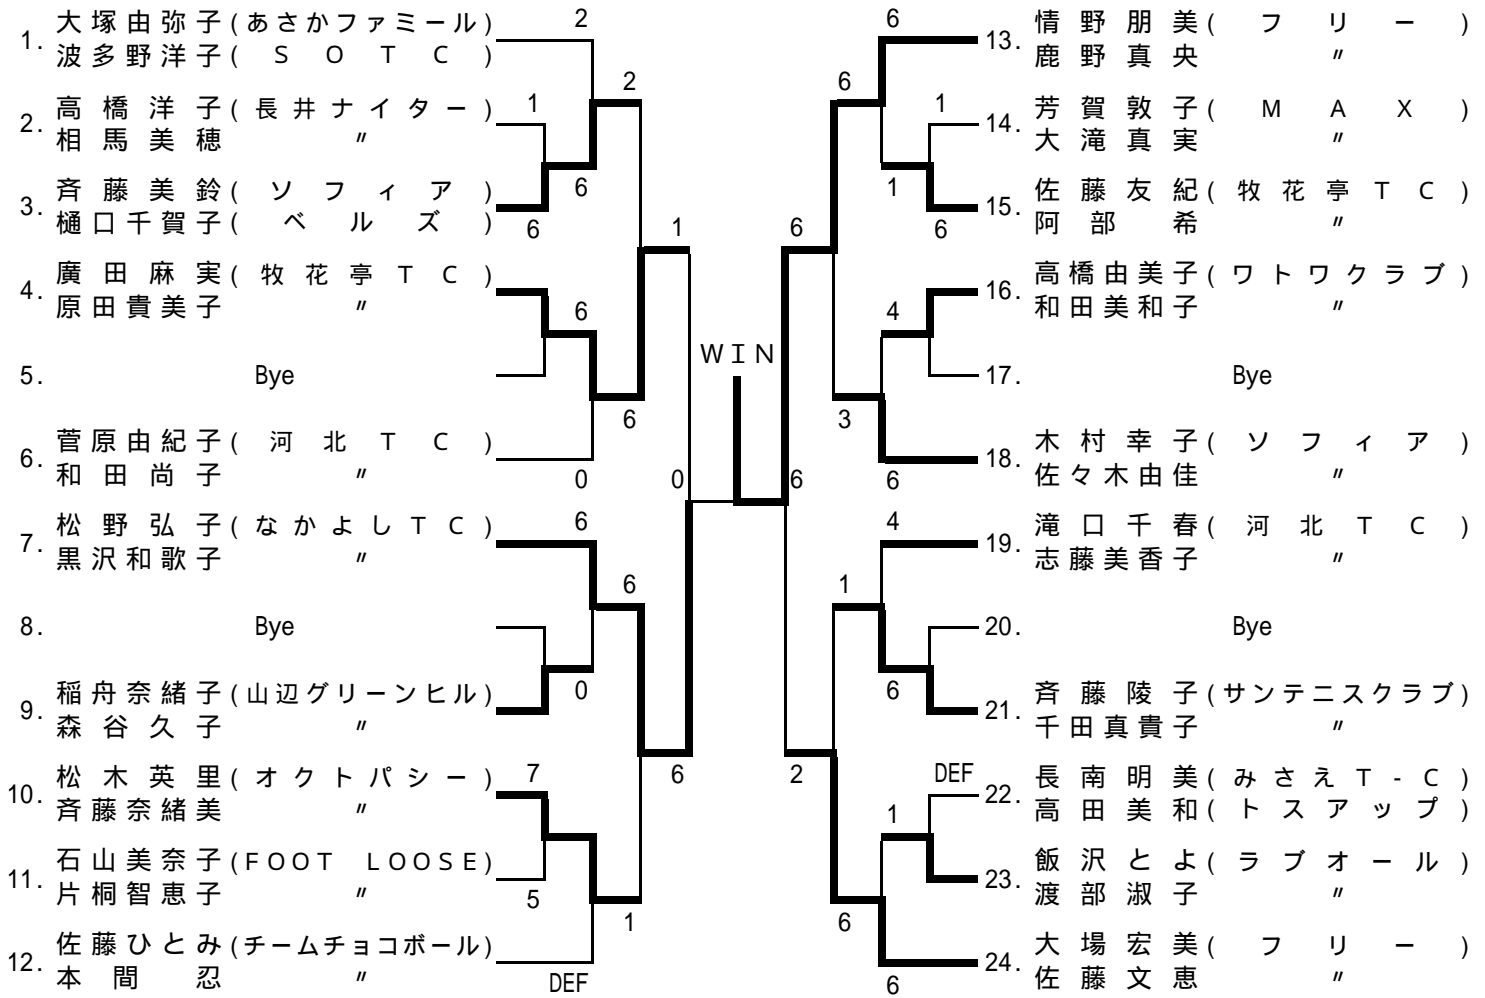 1. 大塚由弥子(あさかファミール)
波多野洋子(SOTC)
2
2. 高橋洋子(長井ナイター)
相馬美穂 〃
1
2
3. 斉藤美鈴(ソフィア)
樋口千賀子(ベルズ)
6
6
1
4. 廣田麻実(牧花亭TC)
原田貴美子 〃
6
5. Bye
6
6. 菅原由紀子(河北TC)
和田尚子 〃
0
0
7. 松野弘子(なかよしTC)
黒沢和歌子 〃
6
6
8. Bye
9. 稲舟奈緒子(山辺グリーンヒル)
森谷久子 〃
0
6
10. 松木英里(オクトパシー)
斉藤奈緒美 〃
7
11. 石山美奈子(FOOT LOOSE)
片桐智恵子 〃
5
1
12. 佐藤ひとみ(チームチョコボール)
本間忍 〃
DEF
WIN
6
13. 情野朋美(フリー)
鹿野真央 〃
6
1
14. 芳賀敦子(MAX)
大滝真実 〃
1
15. 佐藤友紀(牧花亭TC)
阿部希 〃
6
6
16. 高橋由美子(ワトワクラブ)
和田美和子 〃
4
17. Bye
3
18. 木村幸子(ソフィア)
佐々木由佳 〃
6
6
4
19. 滝口千春(河北TC)
志藤美香子 〃
1
20. Bye
6
21. 斉藤陵子(サンテニスクラブ)
千田真貴子 〃
2
DEF
22. 長南明美(みさえT-C)
高田美和(トスアップ)
1
23. 飯沢とよ(ラブオール)
渡部淑子 〃
6
24. 大場宏美(フリー)
佐藤文恵 〃
6